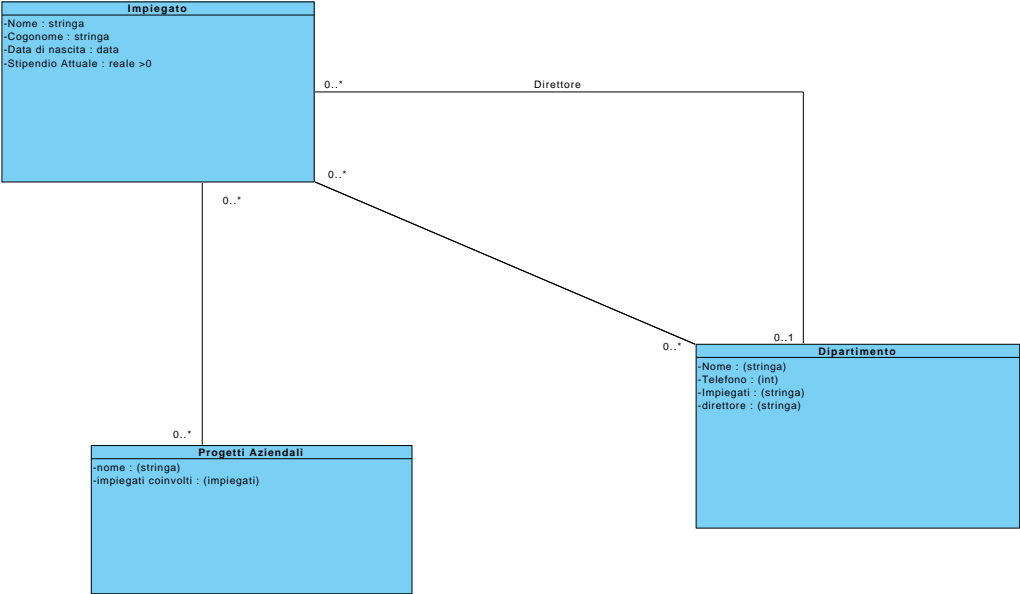 Impiegato
-Nome : stringa
-Cogonome : stringa
-Data di nascita : data
-Stipendio Attuale : reale >0
0..*
Direttore
0..*
0..*
0..1
0..*
Dipartimento
-Nome : (stringa)
-Telefono : (int)
-Impiegati : (stringa)
-direttore : (stringa)
0..*
Progetti Aziendali
-nome : (stringa)
-impiegati coinvolti : (impiegati)